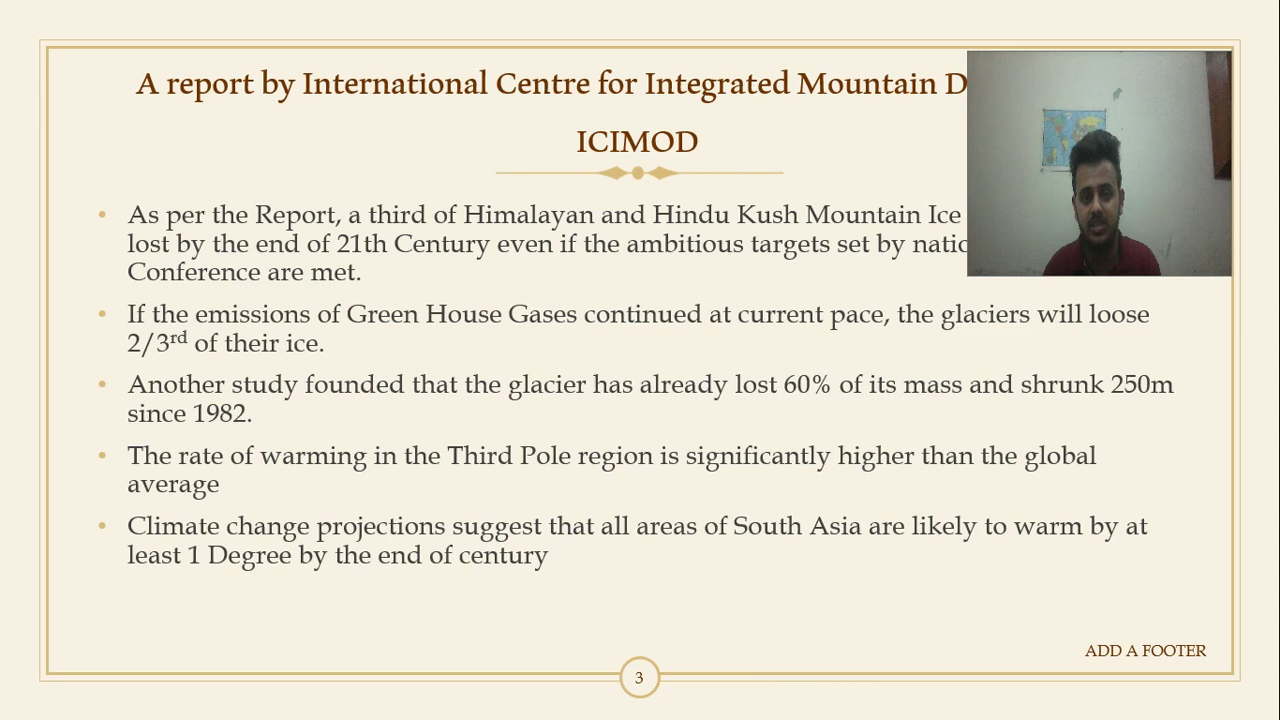 A report by International Centre for Integrated Mountain D
ICIMOD
• As per the Report, a third of Himalayan and Hindu Kush Mountain Ice
lost by the end of 21th Century even if the ambitious targets set by natio
Conference are met.
• If the emissions of Green House Gases continued at current pace, the glaciers will loose
2/3rd of their ice.
• Another study founded that the glacier has already lost 60% of its mass and shrunk 250m
since 1982.
• The rate of warming in the Third Pole region is significantly higher than the global
average
• Climate change projections suggest that all areas of South Asia are likely to warm by at
least 1 Degree by the end of century
ADD A FOOTER
3